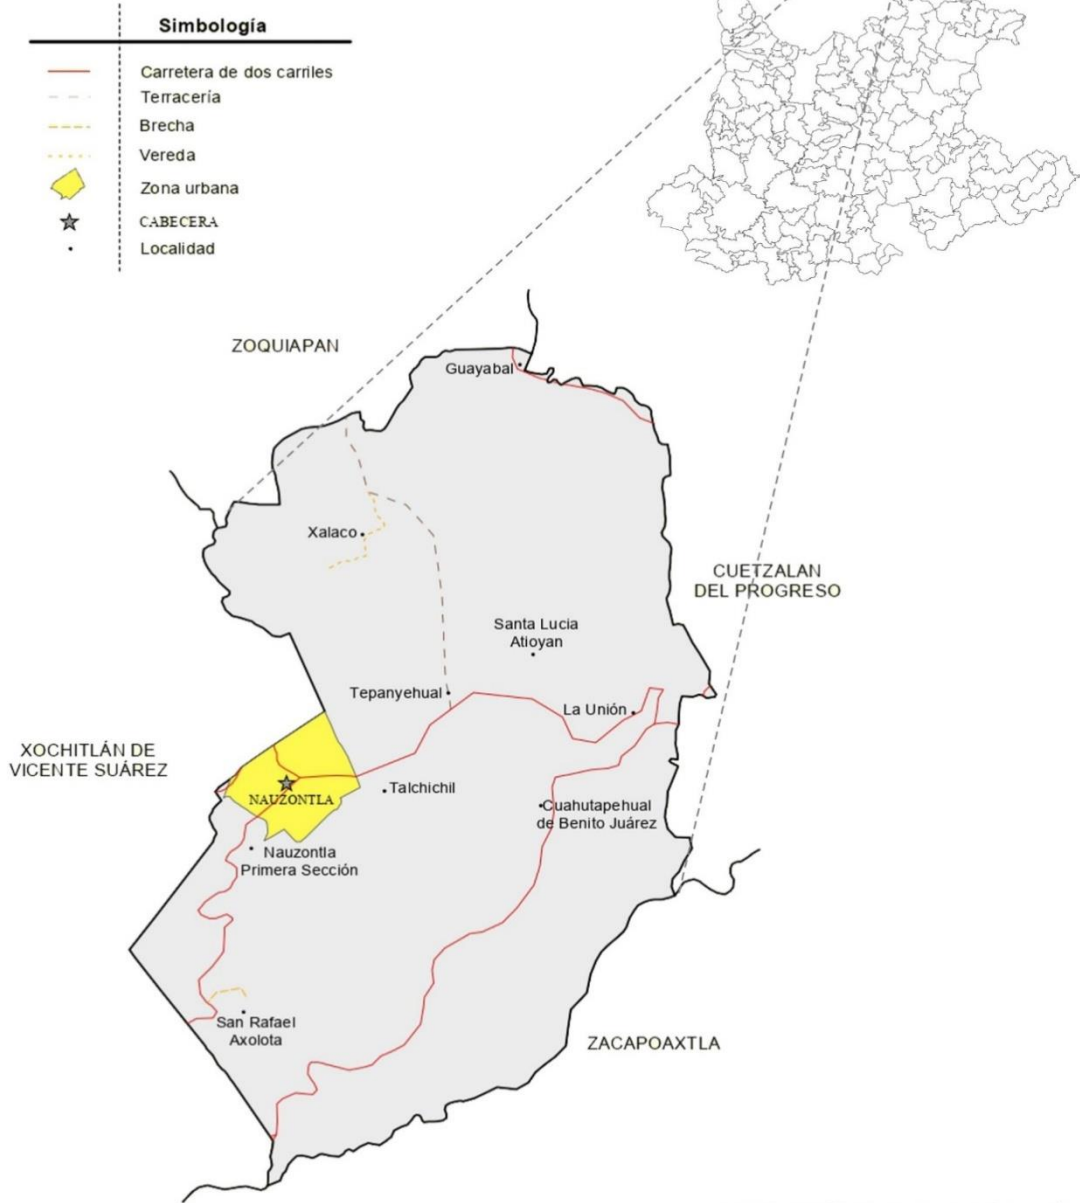 Simbología
Carretera de dos carriles
Terracería
Brecha
Vereda
Zona urbana
CABECERA
Localidad
ZOQUIAPAN
Guayabal
Xalaco
CUETZALAN
DEL PROGRESO
Santa Lucia
Atioyan
Tepanyehual
La Unión
XOCHITLÁN DE
VICENTE SUÁREZ
Talchichil
NAUZONTLA
Cuahutapehual
de Benito Juárez
Nauzontla
Primera Sección
San Rafael
Axolota
ZACAPOAXTLA